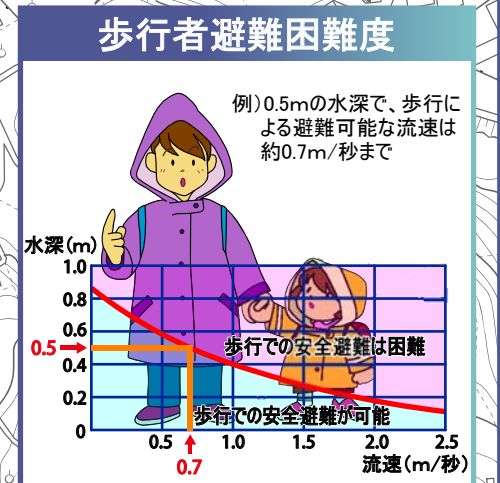 歩行者避難困難度
例）0.5mの水深で、歩行に
よる避難可能な流速は
約0.7m/秒まで
水深（m）
1.0
0.8
0.6
0.5
0.4
0.2
0
歩行での安全避難は困難
歩行での安全避難が可能
0.5
1.0
1.5
2.0
2.5
0.7
流速（m/秒）